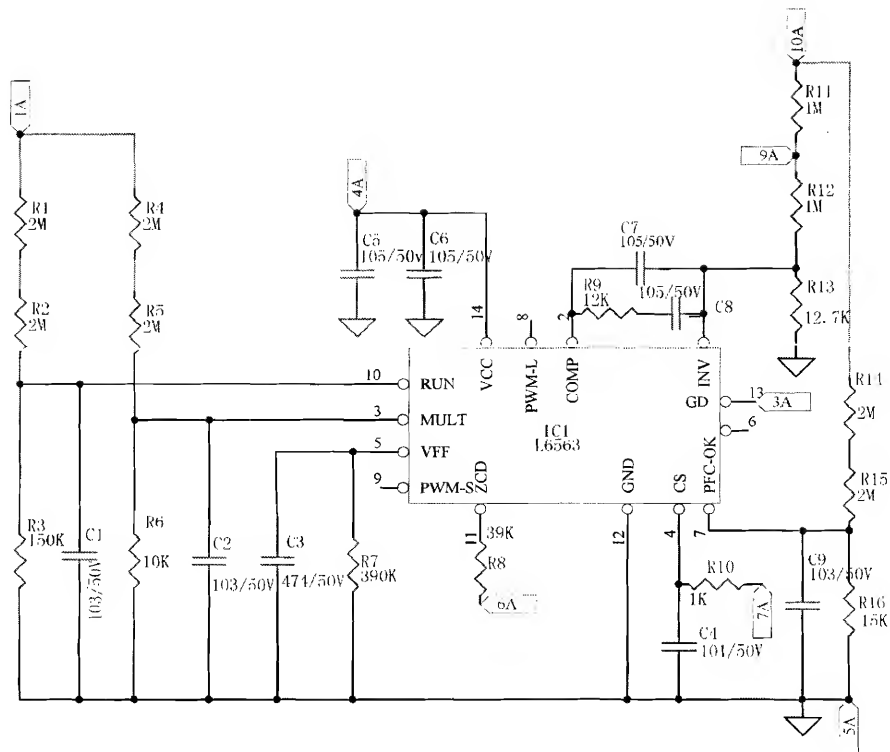 10A
1A
R11
1M
9A
4A
R12
1M
R1
2M
R4
2M
C5
105/50v
C6
105/50V
C7
105/50V
105/50V
R9
12K
C8
R13
12.7K
R2
2M
R5
2M
14
8
2
1
10
RUN
VCC
PWM-L
COMP
INV
GD
13
3A
R14
2M
3
MULT
IC1
L6563
6
5
VFF
9
PWM-S
ZCD
GND
CS
PFC-OK
R15
2M
R3
150K
C1
103/50V
R6
10K
C2
103/50V
C3
474/50V
R7
390K
11
39K
R8
6A
12
4
7
R10
1K
7A
C9
103/50V
R16
15K
C4
101/50V
5A